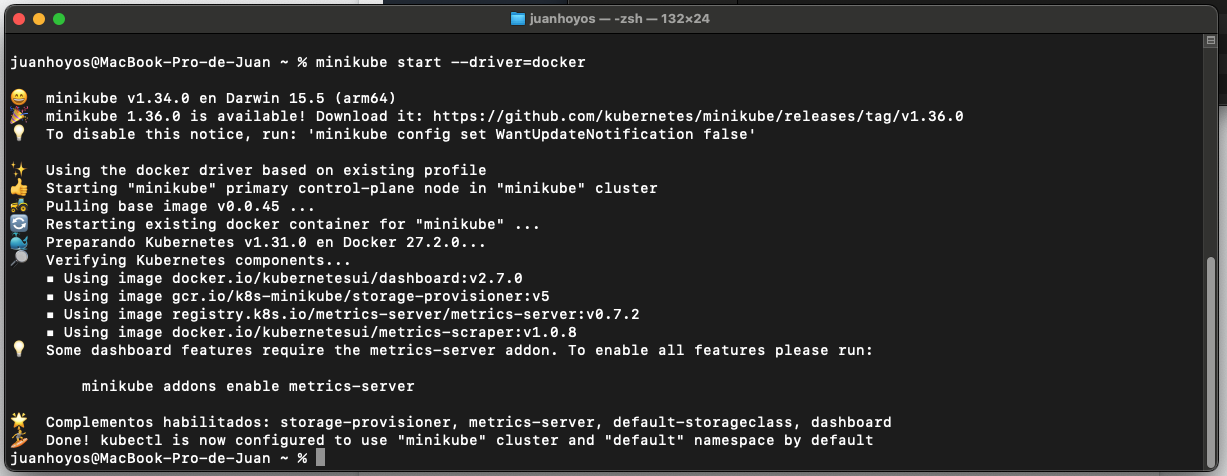 juanhoyos — -zsh — 132×24
juanhoyos@MacBook-Pro-de-Juan ~ % minikube start --driver=docker
😄  minikube v1.34.0 en Darwin 15.5 (arm64)
🎉  minikube 1.36.0 is available! Download it: https://github.com/kubernetes/minikube/releases/tag/v1.36.0
💡  To disable this notice, run: 'minikube config set WantUpdateNotification false'
✨  Using the docker driver based on existing profile
👍  Starting "minikube" primary control-plane node in "minikube" cluster
🚜  Pulling base image v0.0.45 ...
🔄  Restarting existing docker container for "minikube" ...
🐳  Preparando Kubernetes v1.31.0 en Docker 27.2.0...
🔎  Verifying Kubernetes components...
▪ Using image docker.io/kubernetesui/dashboard:v2.7.0
▪ Using image gcr.io/k8s-minikube/storage-provisioner:v5
▪ Using image registry.k8s.io/metrics-server/metrics-server:v0.7.2
▪ Using image docker.io/kubernetesui/metrics-scraper:v1.0.8
💡  Some dashboard features require the metrics-server addon. To enable all features please run:
minikube addons enable metrics-server
🌟  Complementos habilitados: storage-provisioner, metrics-server, default-storageclass, dashboard
🏄  Done! kubectl is now configured to use "minikube" cluster and "default" namespace by default
juanhoyos@MacBook-Pro-de-Juan ~ %